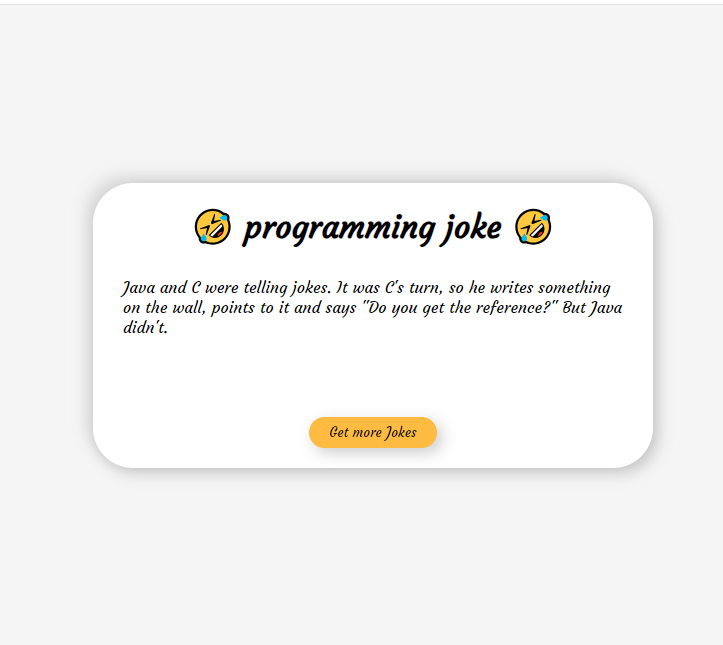 🤣 programming joke 🤣
Java and C were telling jokes. It was C's turn, so he writes something
on the wall, points to it and says "Do you get the reference?" But Java
didn't.
Get more Jokes